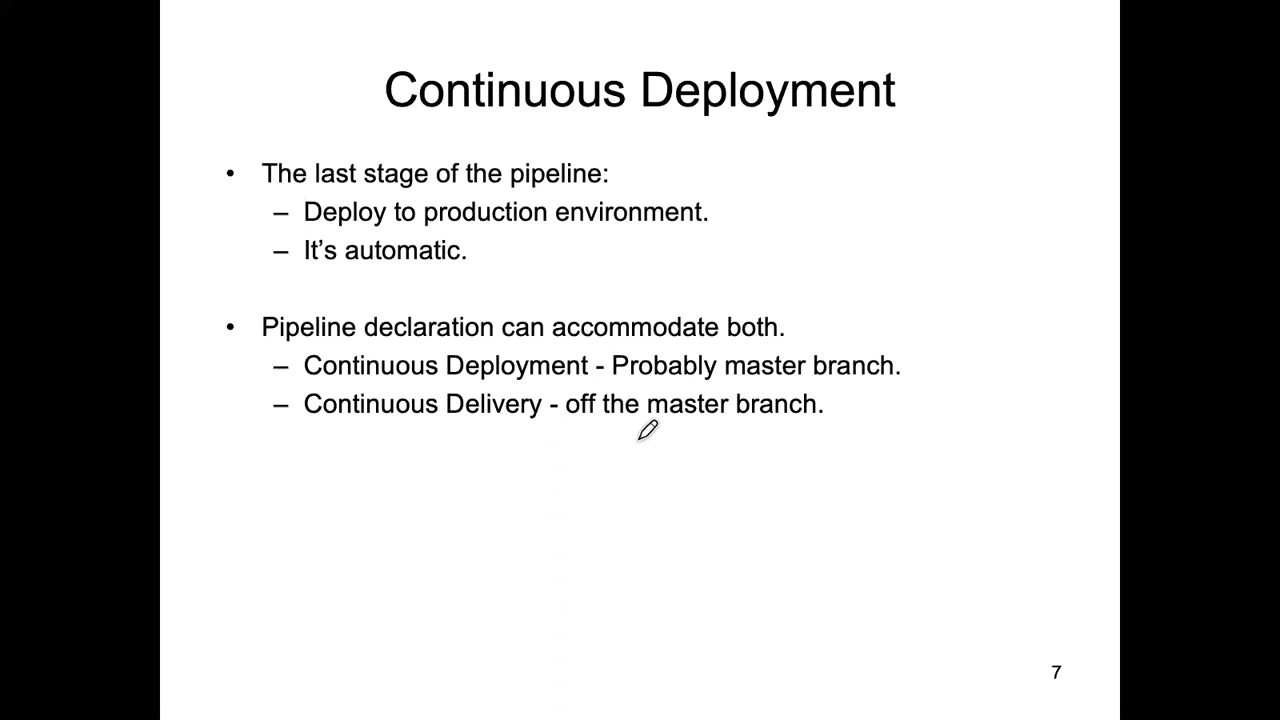 Continuous Deployment
• The last stage of the pipeline:
– Deploy to production environment.
– It’s automatic.
• Pipeline declaration can accommodate both.
– Continuous Deployment - Probably master branch.
– Continuous Delivery - off the master branch.
7